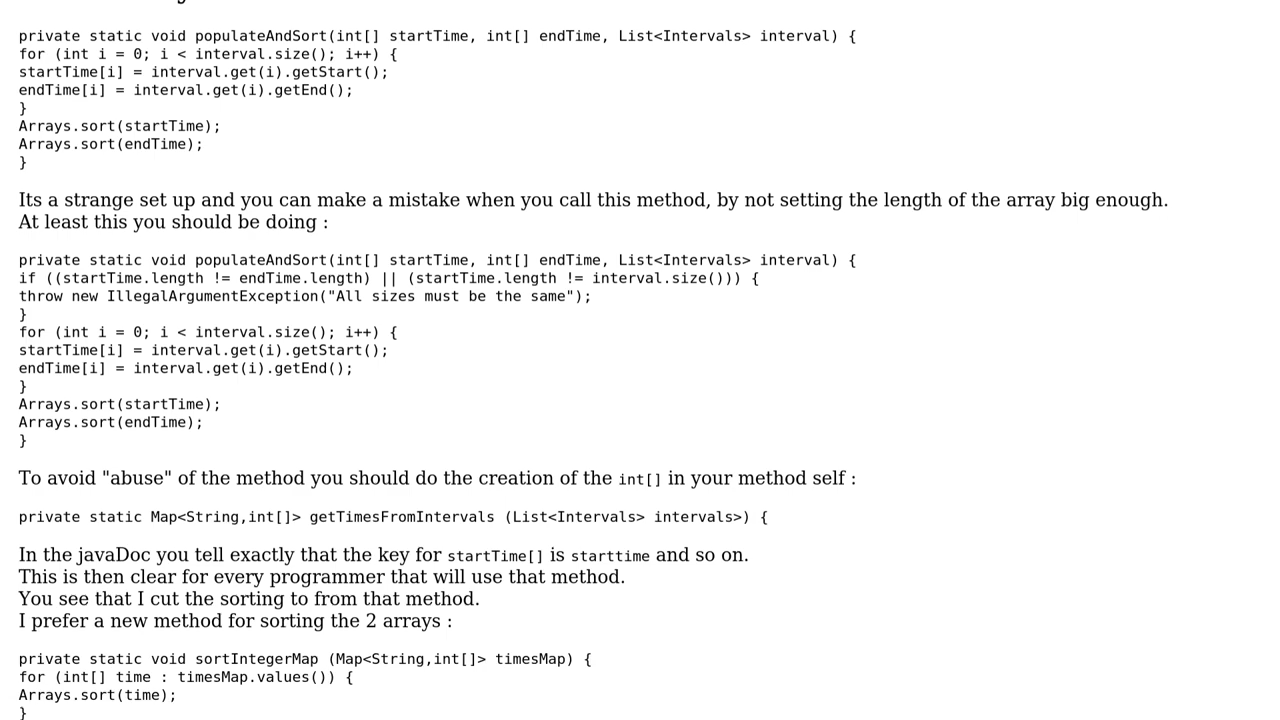 private static void populateAndSort(int[] startTime, int[] endTime, List<Intervals> interval) {
for (int i = 0; i < interval.size(); i++) {
startTime[i] = interval.get(i).getStart();
endTime[i] = interval.get(i).getEnd();
}
Arrays.sort(startTime);
Arrays.sort(endTime);
}
Its a strange set up and you can make a mistake when you call this method, by not setting the length of the array big enough.
At least this you should be doing :
private static void populateAndSort(int[] startTime, int[] endTime, List<Intervals> interval) {
if ((startTime.length != endTime.length) || (startTime.length != interval.size())) {
throw new IllegalArgumentException("All sizes must be the same");
}
for (int i = 0; i < interval.size(); i++) {
startTime[i] = interval.get(i).getStart();
endTime[i] = interval.get(i).getEnd();
}
Arrays.sort(startTime);
Arrays.sort(endTime);
}
To avoid "abuse" of the method you should do the creation of the int[] in your method self :
private static Map<String,int[]> getTimesFromIntervals (List<Intervals> intervals>) {
In the javaDoc you tell exactly that the key for startTime[] is starttime and so on.
This is then clear for every programmer that will use that method.
You see that I cut the sorting to from that method.
I prefer a new method for sorting the 2 arrays :
private static void sortIntegerMap (Map<String,int[]> timesMap) {
for (int[] time : timesMap.values()) {
Arrays.sort(time);
}